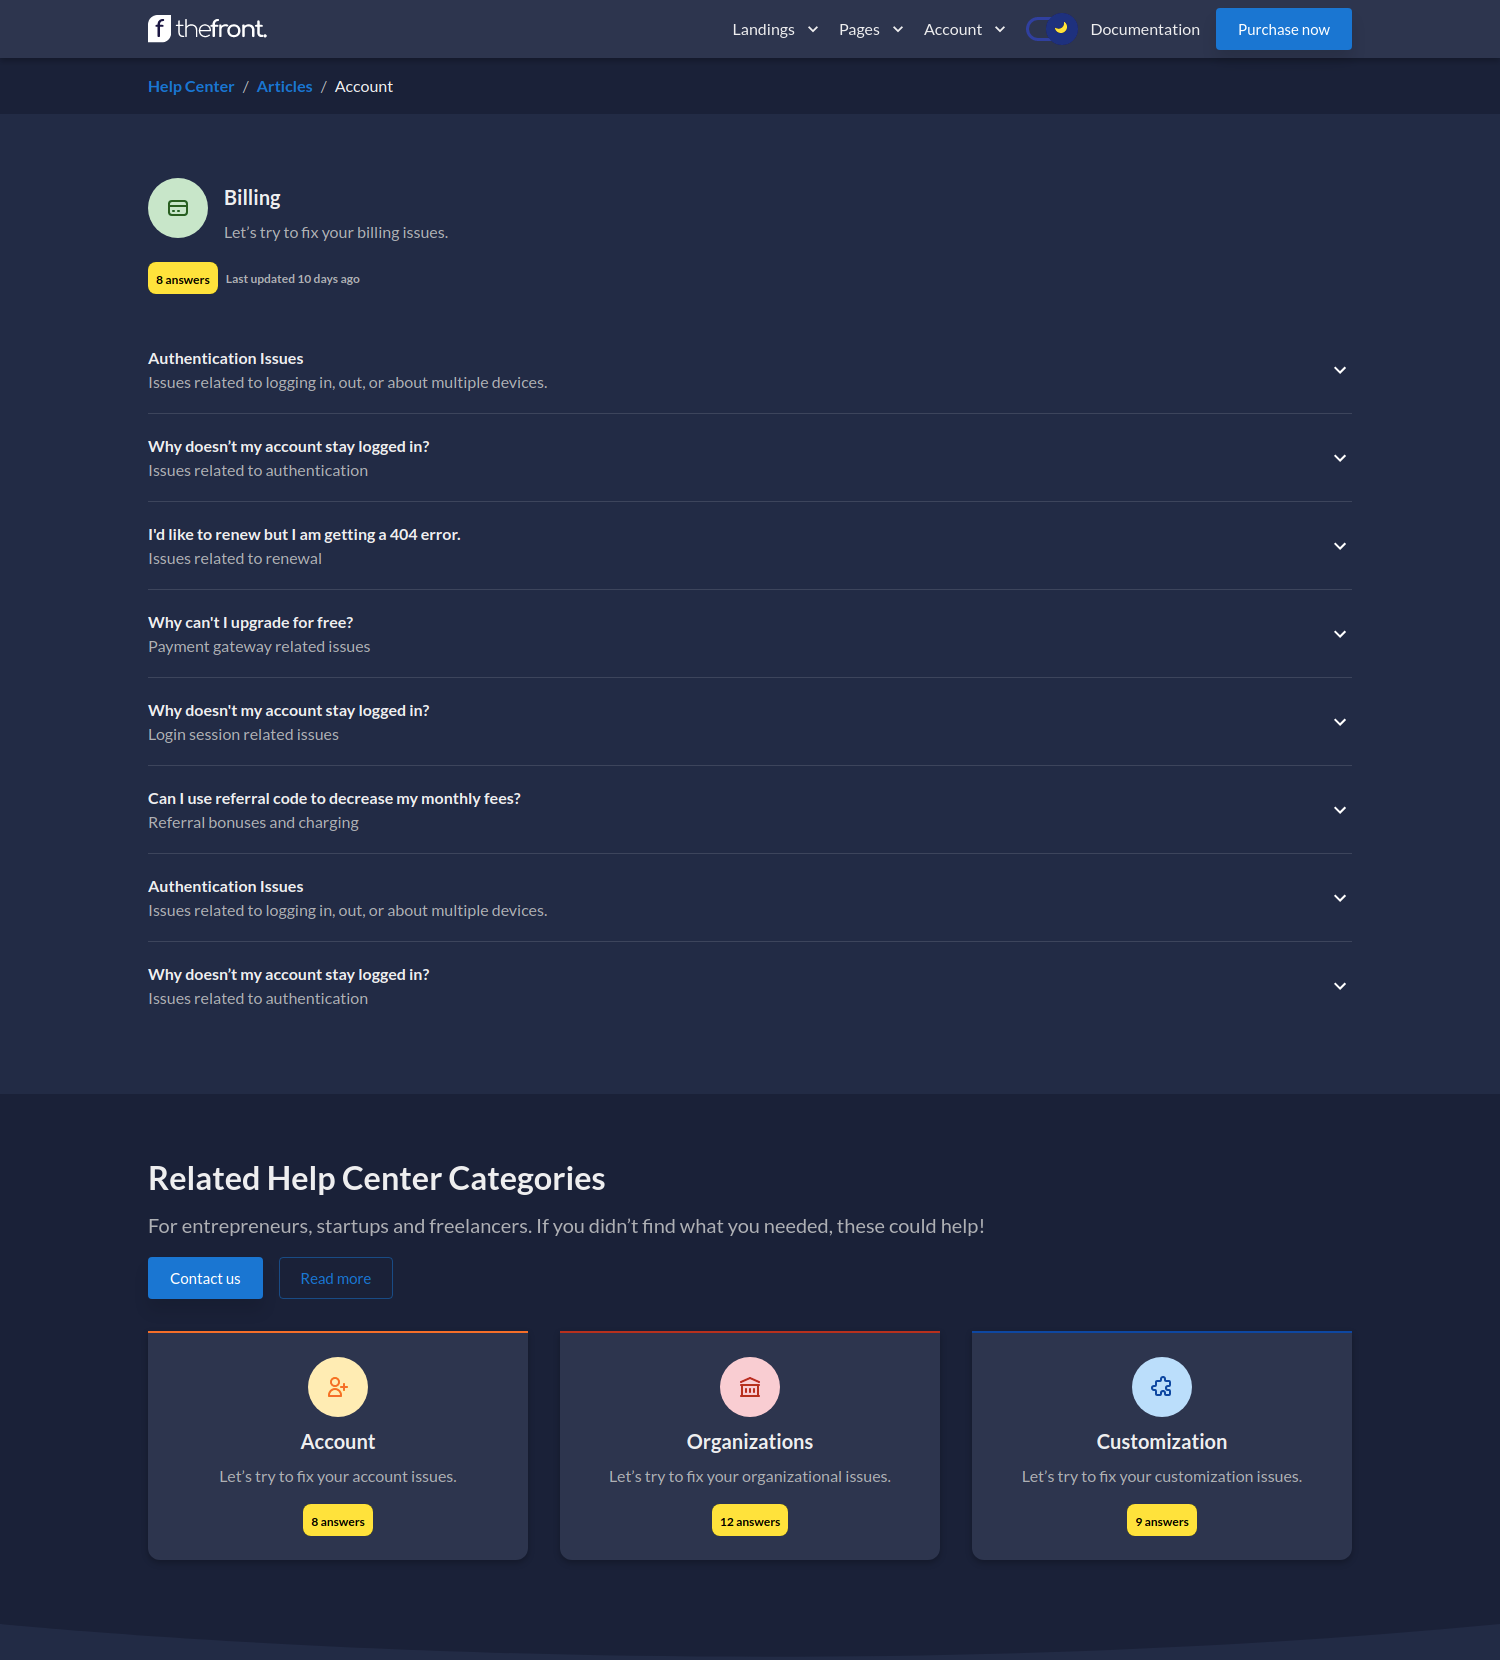 f thefront.
Landings Pages Account Documentation Purchase now
Help Center / Articles / Account
Billing
Let’s try to fix your billing issues.
8 answers Last updated 10 days ago
Authentication Issues
Issues related to logging in, out, or about multiple devices.
Why doesn’t my account stay logged in?
Issues related to authentication
I'd like to renew but I am getting a 404 error.
Issues related to renewal
Why can't I upgrade for free?
Payment gateway related issues
Why doesn't my account stay logged in?
Login session related issues
Can I use referral code to decrease my monthly fees?
Referral bonuses and charging
Authentication Issues
Issues related to logging in, out, or about multiple devices.
Why doesn’t my account stay logged in?
Issues related to authentication
Related Help Center Categories
For entrepreneurs, startups and freelancers. If you didn’t find what you needed, these could help!
Contact us Read more
Account
Let’s try to fix your account issues.
8 answers
Organizations
Let’s try to fix your organizational issues.
12 answers
Customization
Let’s try to fix your customization issues.
9 answers